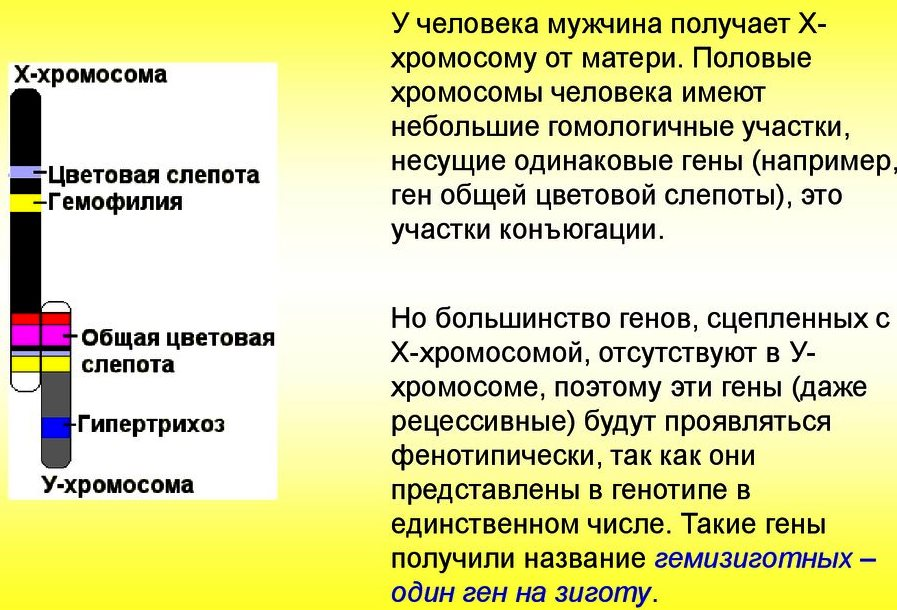 Х-хромосома
Цветовая слепота
Гемофилия
Общая цветовая
слепота
Гипертрихоз
У-хромосома
У человека мужчина получает Х-
хромосому от матери. Половые
хромосомы человека имеют
небольшие гомологичные участки,
несущие одинаковые гены (например,
ген общей цветовой слепоты), это
участки конъюгации.
Но большинство генов, сцепленных с
Х-хромосомой, отсутствуют в У-
хромосоме, поэтому эти гены (даже
рецессивные) будут проявляться
фенотипически, так как они
представлены в генотипе в
единственном числе. Такие гены
получили название гемизиготных –
один ген на зиготу.